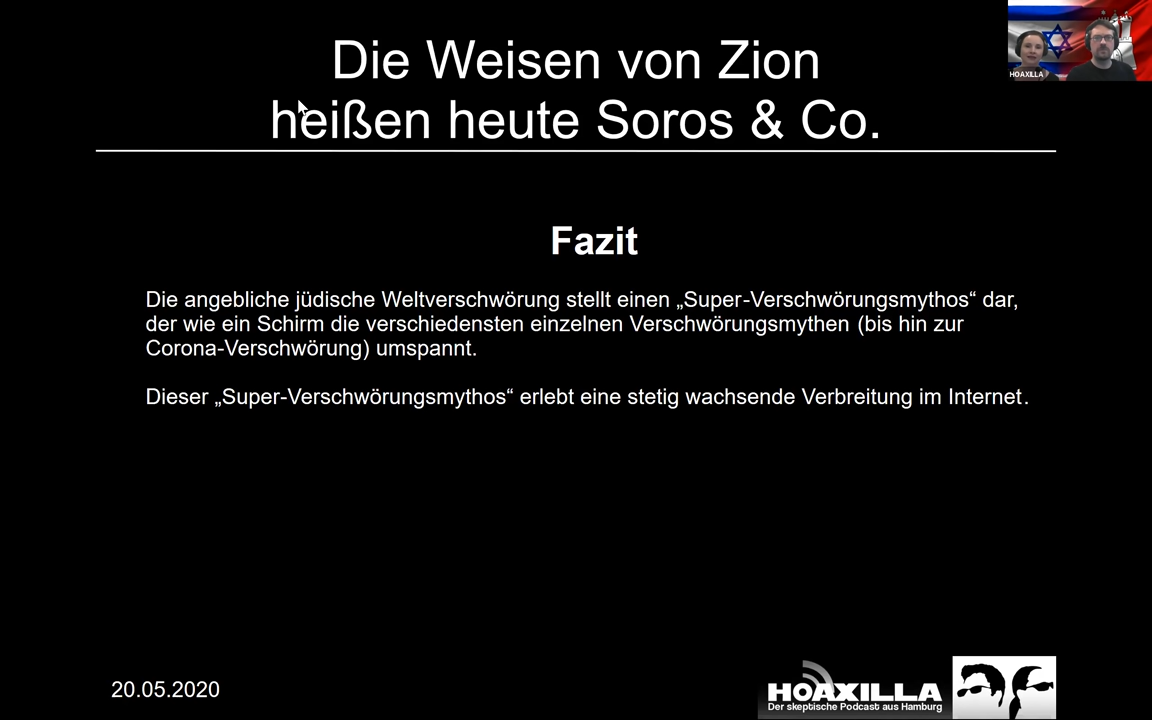 Die Weisen von Zion
heißen heute Soros & Co.
HOAXILLA
Fazit
Die angebliche jüdische Weltverschwörung stellt einen „Super-Verschwörungsmythos“ dar,
der wie ein Schirm die verschiedensten einzelnen Verschwörungsmythen (bis hin zur
Corona-Verschwörung) umspannt.
Dieser „Super-Verschwörungsmythos“ erlebt eine stetig wachsende Verbreitung im Internet.
20.05.2020
HOAXILLA
Der skeptische Podcast aus Hamburg